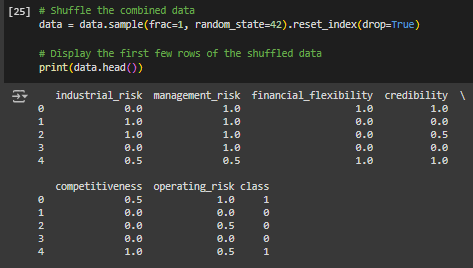 [25] # Shuffle the combined data
data = data.sample(frac=1, random_state=42).reset_index(drop=True)
# Display the first few rows of the shuffled data
print(data.head())
industrial_risk management_risk financial_flexibility credibility \
0 0.0 1.0 1.0 1.0
1 1.0 1.0 0.0 0.0
2 1.0 1.0 0.0 0.5
3 0.0 1.0 0.0 0.0
4 0.5 0.5 1.0 1.0
competitiveness operating_risk class
0 0.5 1.0 1
1 0.0 0.0 0
2 0.0 0.5 0
3 0.0 0.0 0
4 1.0 0.5 1